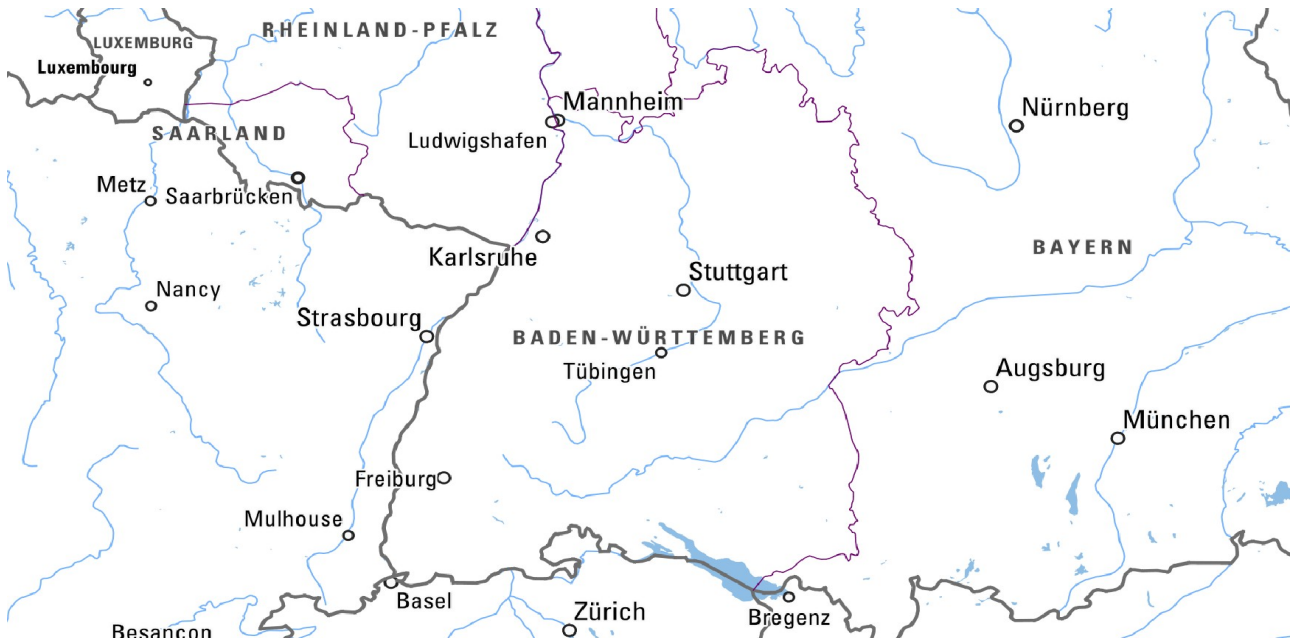 RHEINLAND-PFALZ
LUXEMBURG
Luxembourg
Mannheim
Nürnberg
SAARLAND
Ludwigshafen
Metz
Saarbrücken
Karlsruhe
BAYERN
Stuttgart
Nancy
Strasbourg
BADEN-WÜRTTEMBERG
Tübingen
Augsburg
München
Freiburg
Mulhouse
Basel
Zürich
Bregenz
Besançon